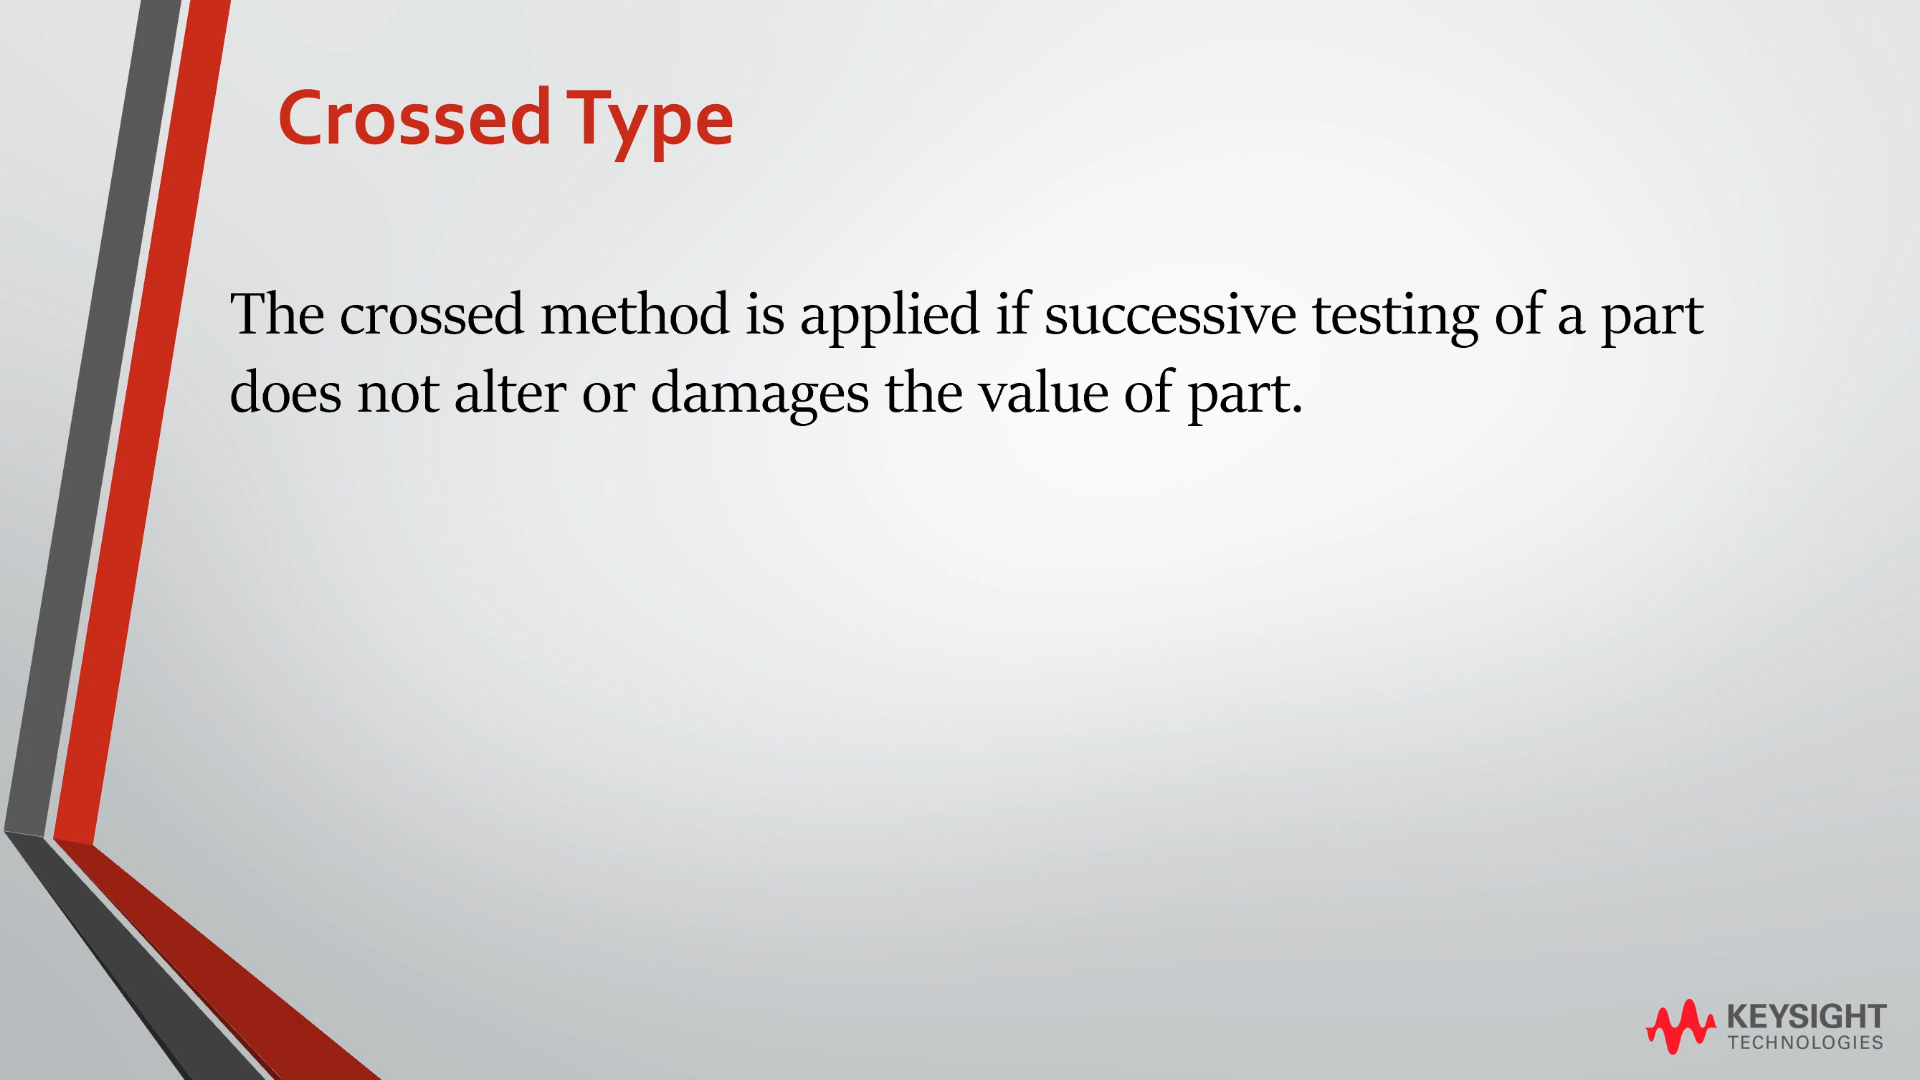 Crossed Type
The crossed method is applied if successive testing of a part
does not alter or damages the value of part.
KEYSIGHT
TECHNOLOGIES